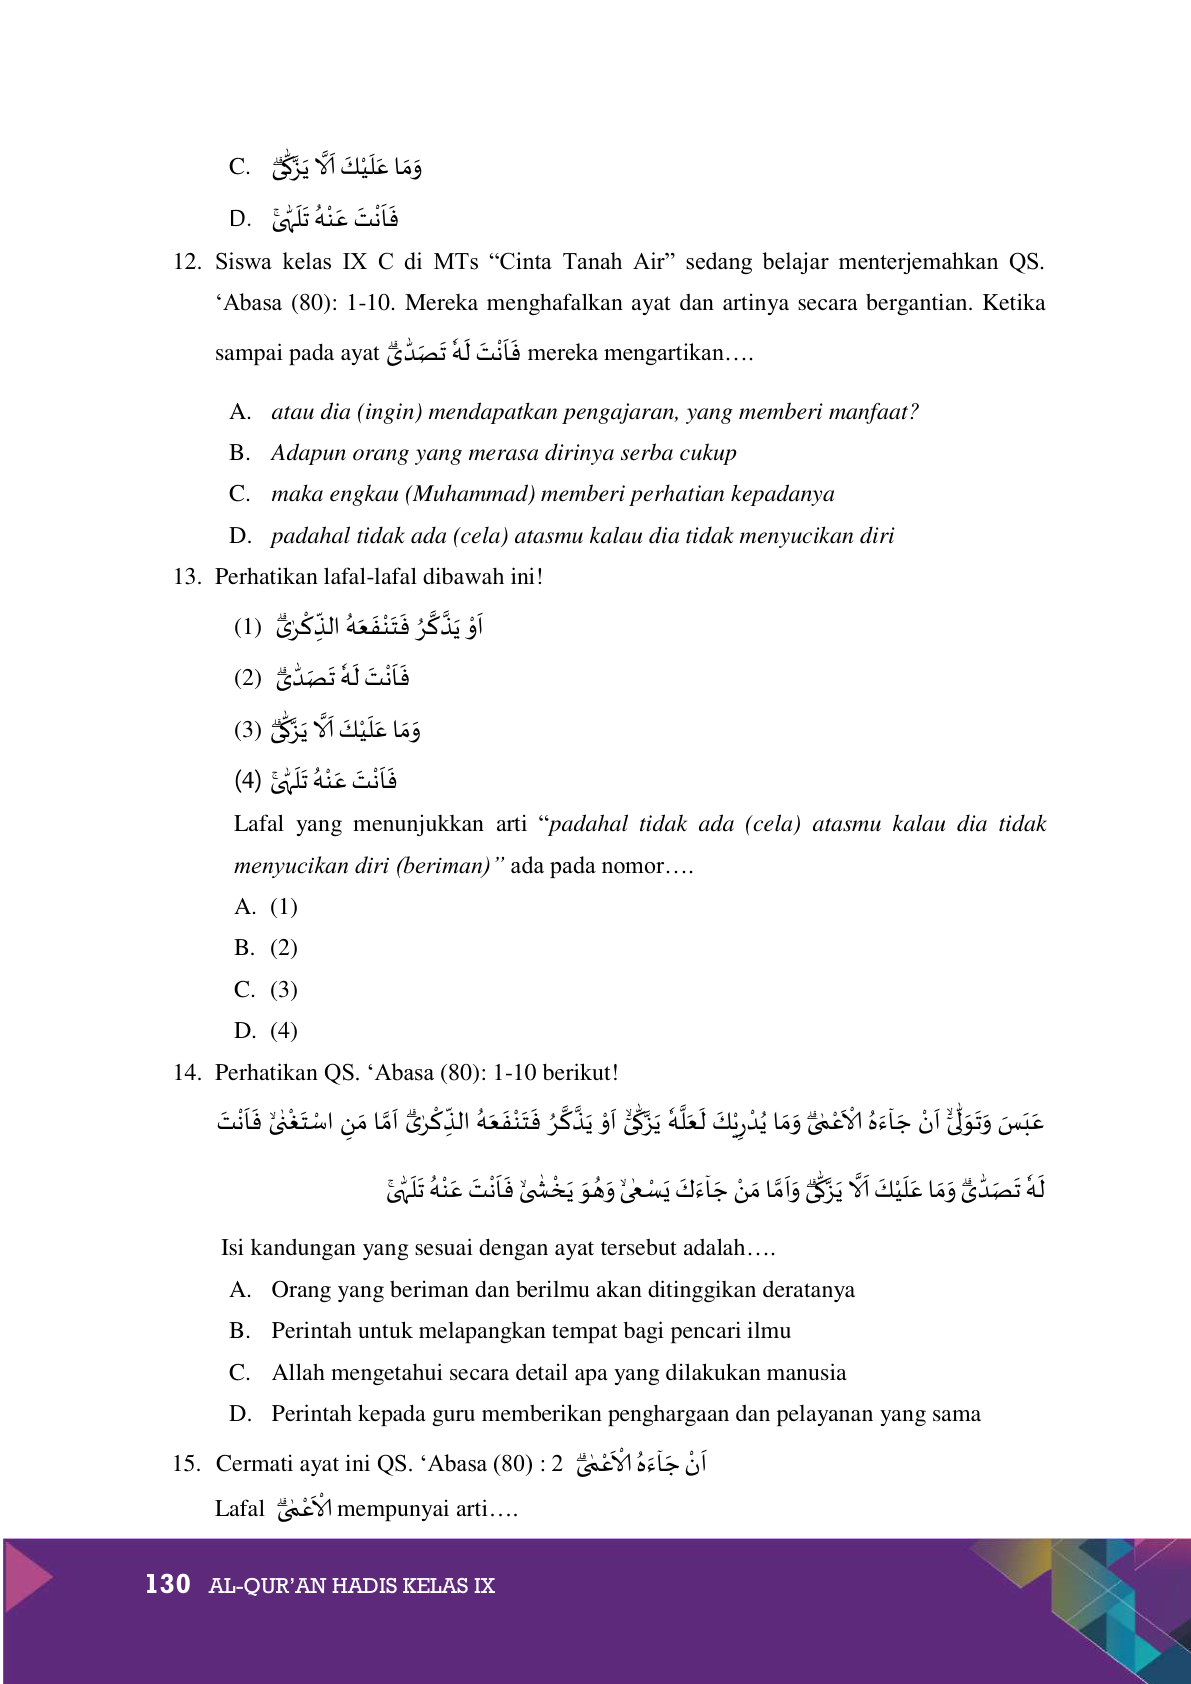 C. وَمَا عَلَيْكَ اَلَّا يَزَّكّٰىۗ
D. فَاَنْتَ عَنْهُ تَلَهّٰىۚ
12. Siswa kelas IX C di MTs “Cinta Tanah Air” sedang belajar menterjemahkan QS.
‘Abasa (80): 1-10. Mereka menghafalkan ayat dan artinya secara bergantian. Ketika
sampai pada ayat فَاَنْتَ لَهٗ تَصَدّٰىۗ mereka mengartikan….
A. atau dia (ingin) mendapatkan pengajaran, yang memberi manfaat?
B. Adapun orang yang merasa dirinya serba cukup
C. maka engkau (Muhammad) memberi perhatian kepadanya
D. padahal tidak ada (cela) atasmu kalau dia tidak menyucikan diri
13. Perhatikan lafal-lafal dibawah ini!
(1) اَوْ يَذَّكَّرُ فَتَنْفَعَهُ الذِّكْرٰىۗ
(2) فَاَنْتَ لَهٗ تَصَدّٰىۗ
(3) وَمَا عَلَيْكَ اَلَّا يَزَّكّٰىۗ
(4) فَاَنْتَ عَنْهُ تَلَهّٰىۚ
Lafal yang menunjukkan arti “padahal tidak ada (cela) atasmu kalau dia tidak
menyucikan diri (beriman)” ada pada nomor….
A. (1)
B. (2)
C. (3)
D. (4)
14. Perhatikan QS. ‘Abasa (80): 1-10 berikut!
عَبَسَ وَتَوَلّٰىٓۙ اَنْ جَاۤءَهُ الْاَعْمٰىۗ وَمَا يُدْرِيْكَ لَعَلَّهٗ يَزَّكّٰىٓۙ اَوْ يَذَّكَّرُ فَتَنْفَعَهُ الذِّكْرٰىۗ اَمَّا مَنِ اسْتَغْنٰىۙ فَاَنْتَ
لَهٗ تَصَدّٰىۗ وَمَا عَلَيْكَ اَلَّا يَزَّكّٰىۗ وَاَمَّا مَنْ جَاۤءَكَ يَسْعٰىۙ وَهُوَ يَخْشٰىۙ فَاَنْتَ عَنْهُ تَلَهّٰىۚ
Isi kandungan yang sesuai dengan ayat tersebut adalah….
A. Orang yang beriman dan berilmu akan ditinggikan deratanya
B. Perintah untuk melapangkan tempat bagi pencari ilmu
C. Allah mengetahui secara detail apa yang dilakukan manusia
D. Perintah kepada guru memberikan penghargaan dan pelayanan yang sama
15. Cermati ayat ini QS. ‘Abasa (80) : 2 اَنْ جَاۤءَهُ الْاَعْمٰىۗ
Lafal الْاَعْمٰىۗ mempunyai arti….
130 AL-QUR’AN HADIS KELAS IX